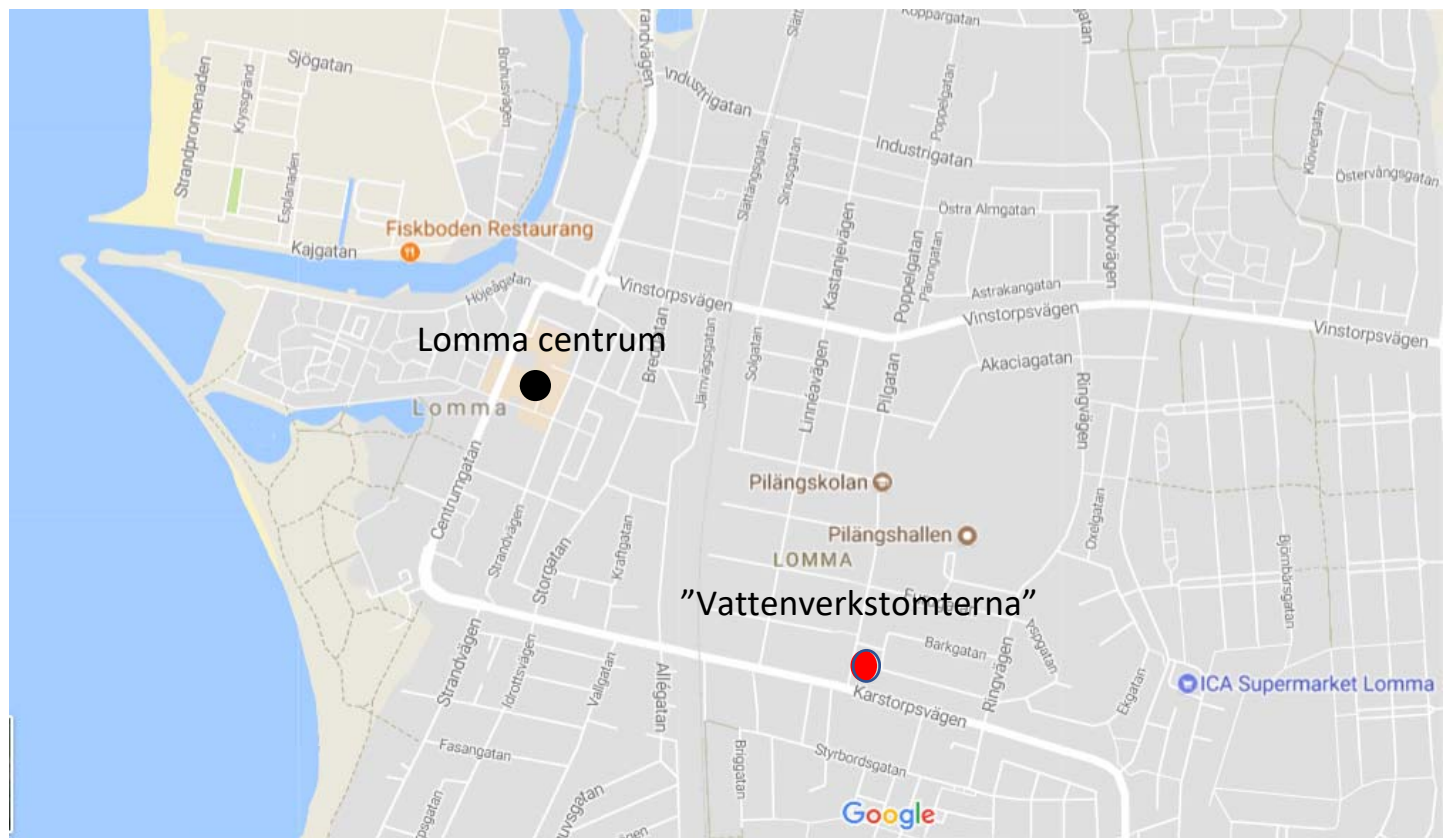 Koppargatan
Sjögatan
Brohusvägen
Industrigatan
Kryssgränd
Strandpromenaden
Poppelgatan
Klövergatan
Industrigatan
Slättängsgatan
Siriusgatan
Östervångsgatan
Esplanaden
Östra Almgatan
Nybovägen
Fiskboden Restaurang
Kajgatan
Kastanjevägen
Poppelgatan
Parongatan
Höjeågatan
Vinstorpsvägen
Astrakangatan
Vinstorpsvägen
Vinstorpsvägen
Lomma centrum
Bredgatan
Järnvägsgatan
Solgatan
Linnéavägen
Pilgatan
Akaciagatan
Ringvägen
Lomma
Centrumgatan
Pilängskolan
Oxelgatan
Strandvägen
Storgatan
Kraftgatan
Pilängshallen
LOMMA
Björnbärsgatan
”Vattenverkstomterna”
Barkgatan
Aspgatan
Strandvägen
Idrottsvägen
Vallgatan
Allégatan
Karstorpsvägen
Ringvägen
Ekgatan
ICA Supermarket Lomma
Fasangatan
Briggatan
Styrbordsgatan
Google